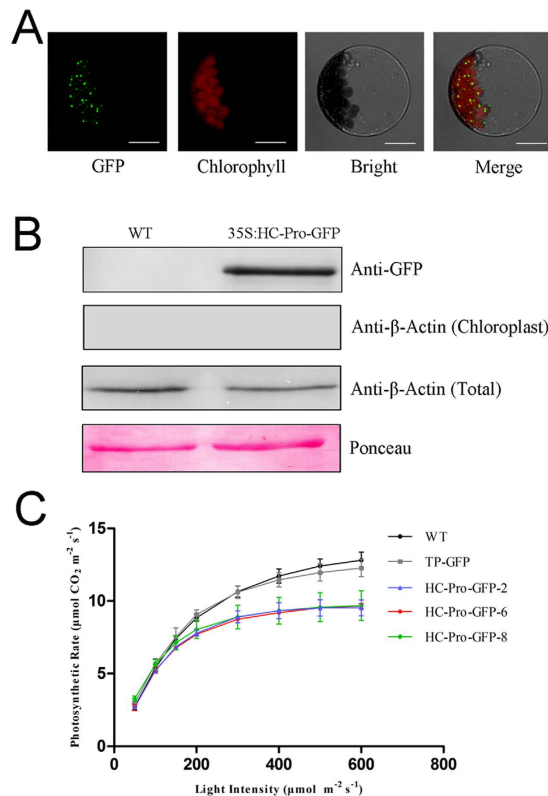 A
GFP
Chlorophyll
Bright
Merge
B
WT
35S:HC-Pro-GFP
Anti-GFP
Anti-β-Actin (Chloroplast)
Anti-β-Actin (Total)
Ponceau
C
Photosynthetic Rate (μmol CO₂ m⁻² s⁻¹)
15
10
5
0
0
200
400
600
800
Light Intensity (μmol m⁻² s⁻¹)
WT
TP-GFP
HC-Pro-GFP-2
HC-Pro-GFP-6
HC-Pro-GFP-8